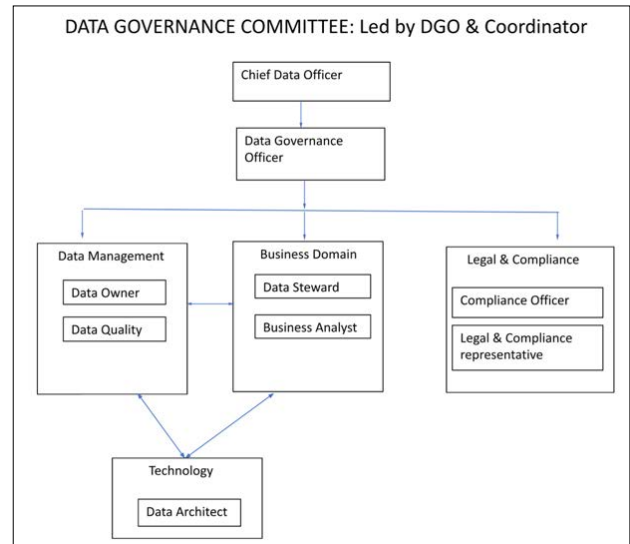 DATA GOVERNANCE COMMITTEE: Led by DGO & Coordinator
Chief Data Officer
Data Governance
Officer
Data Management
Data Owner
Data Quality
Business Domain
Data Steward
Business Analyst
Legal & Compliance
Compliance Officer
Legal & Compliance
representative
Technology
Data Architect